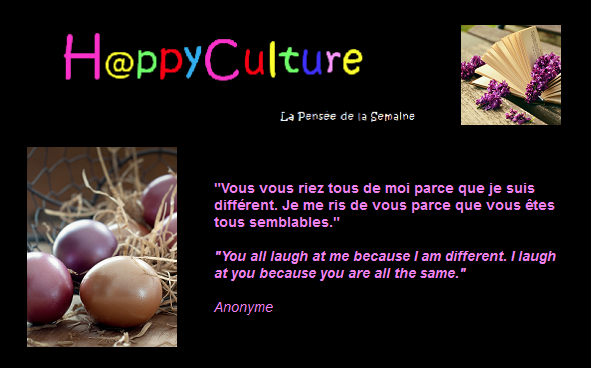 H@ppyCulture
La Pensée de la Semaine
"Vous vous riez tous de moi parce que je suis
différent. Je me ris de vous parce que vous êtes
tous semblables."
"You all laugh at me because I am different. I laugh
at you because you are all the same."
Anonyme